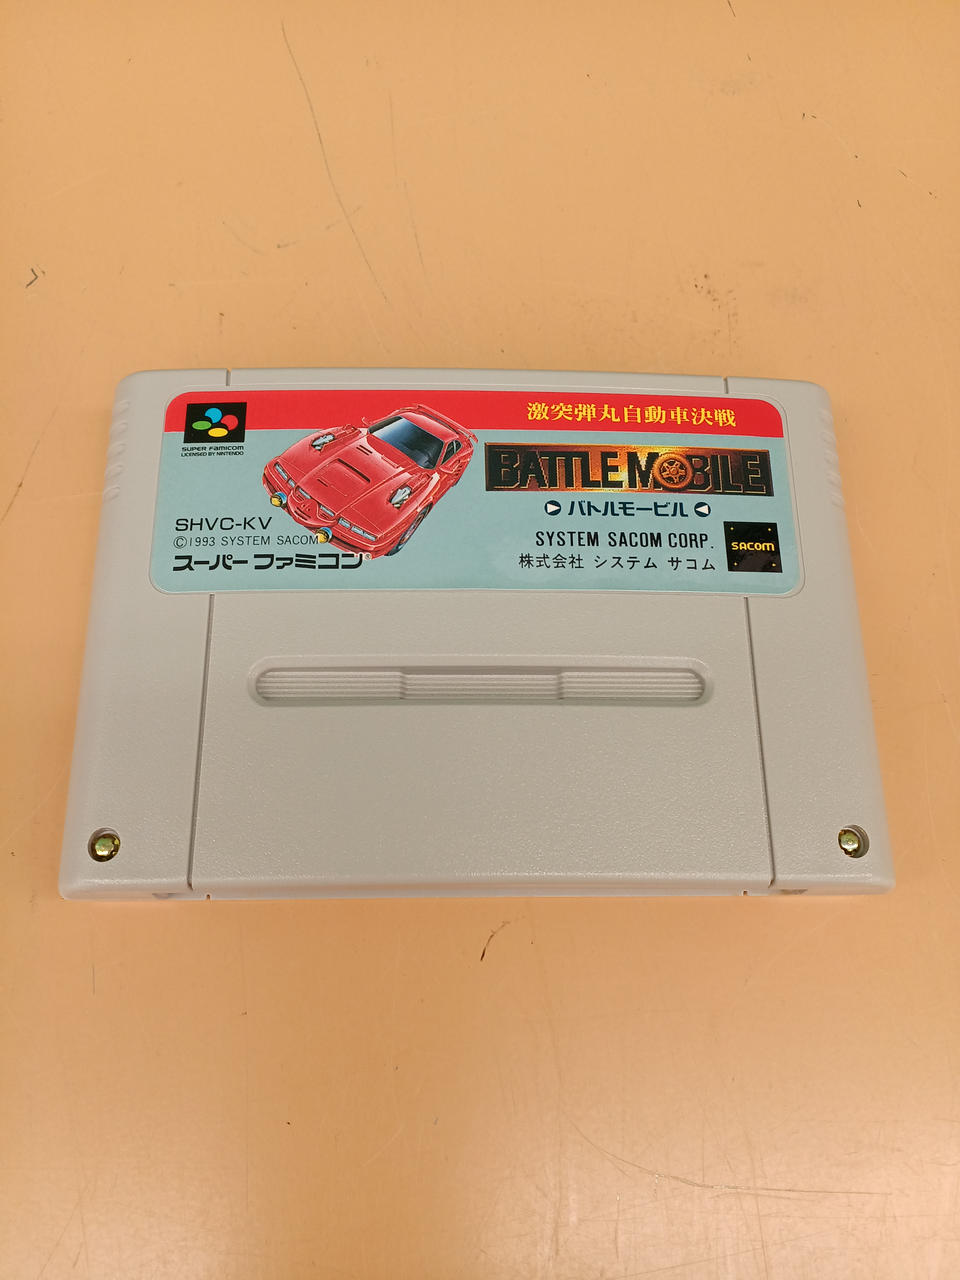 激突弾丸自動車決戦
SUPER FAMICOM
LICENSED BY NINTENDO
BATTLE MOBILE
バトルモービル
SHVC-KV
©1993 SYSTEM SACOM
スーパーファミコン®
SYSTEM SACOM CORP.
株式会社 システム サコム
SACOM